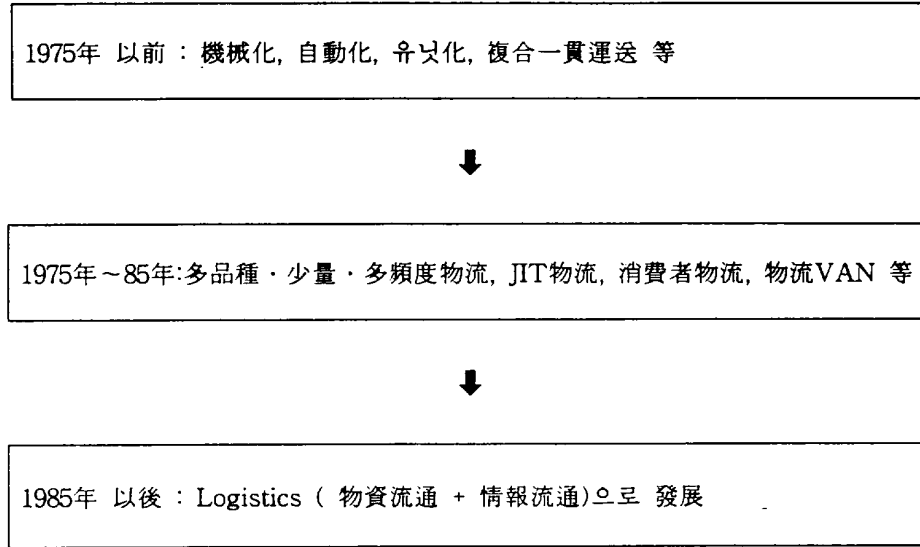 1975年 以前 : 機械化, 自動化, 유닛화, 複合一貫運送 等
1975年~85年:多品種·少量·多頻度物流, JIT物流, 消費者物流, 物流VAN 等
1985年 以後 : Logistics ( 物資流通 + 情報流通)으로 發展